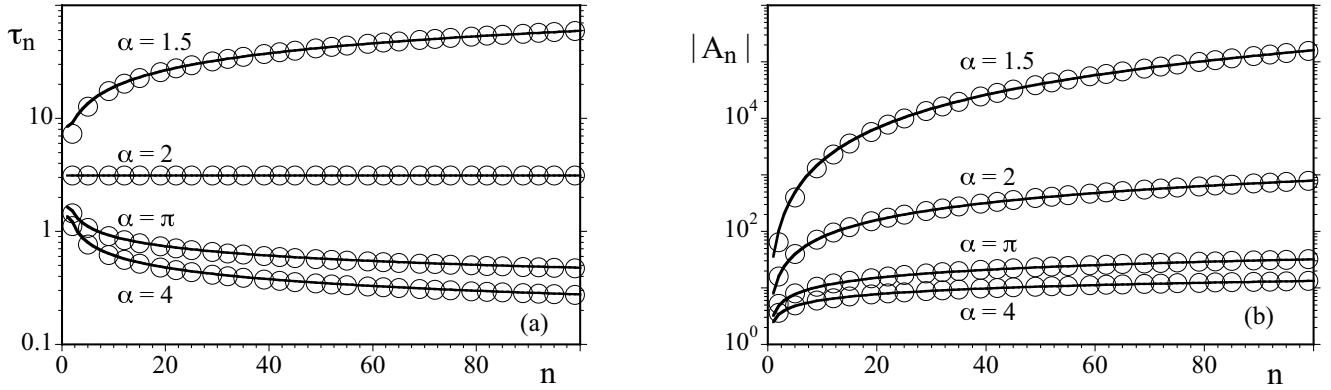 τn
α = 1.5
10
α = 2
1
α = π
α = 4
(a)
0.1
0 20 40 60 80
n
|An|
α = 1.5
10^4
α = 2
10^2
α = π
α = 4
(b)
10^0
0 20 40 60 80
n